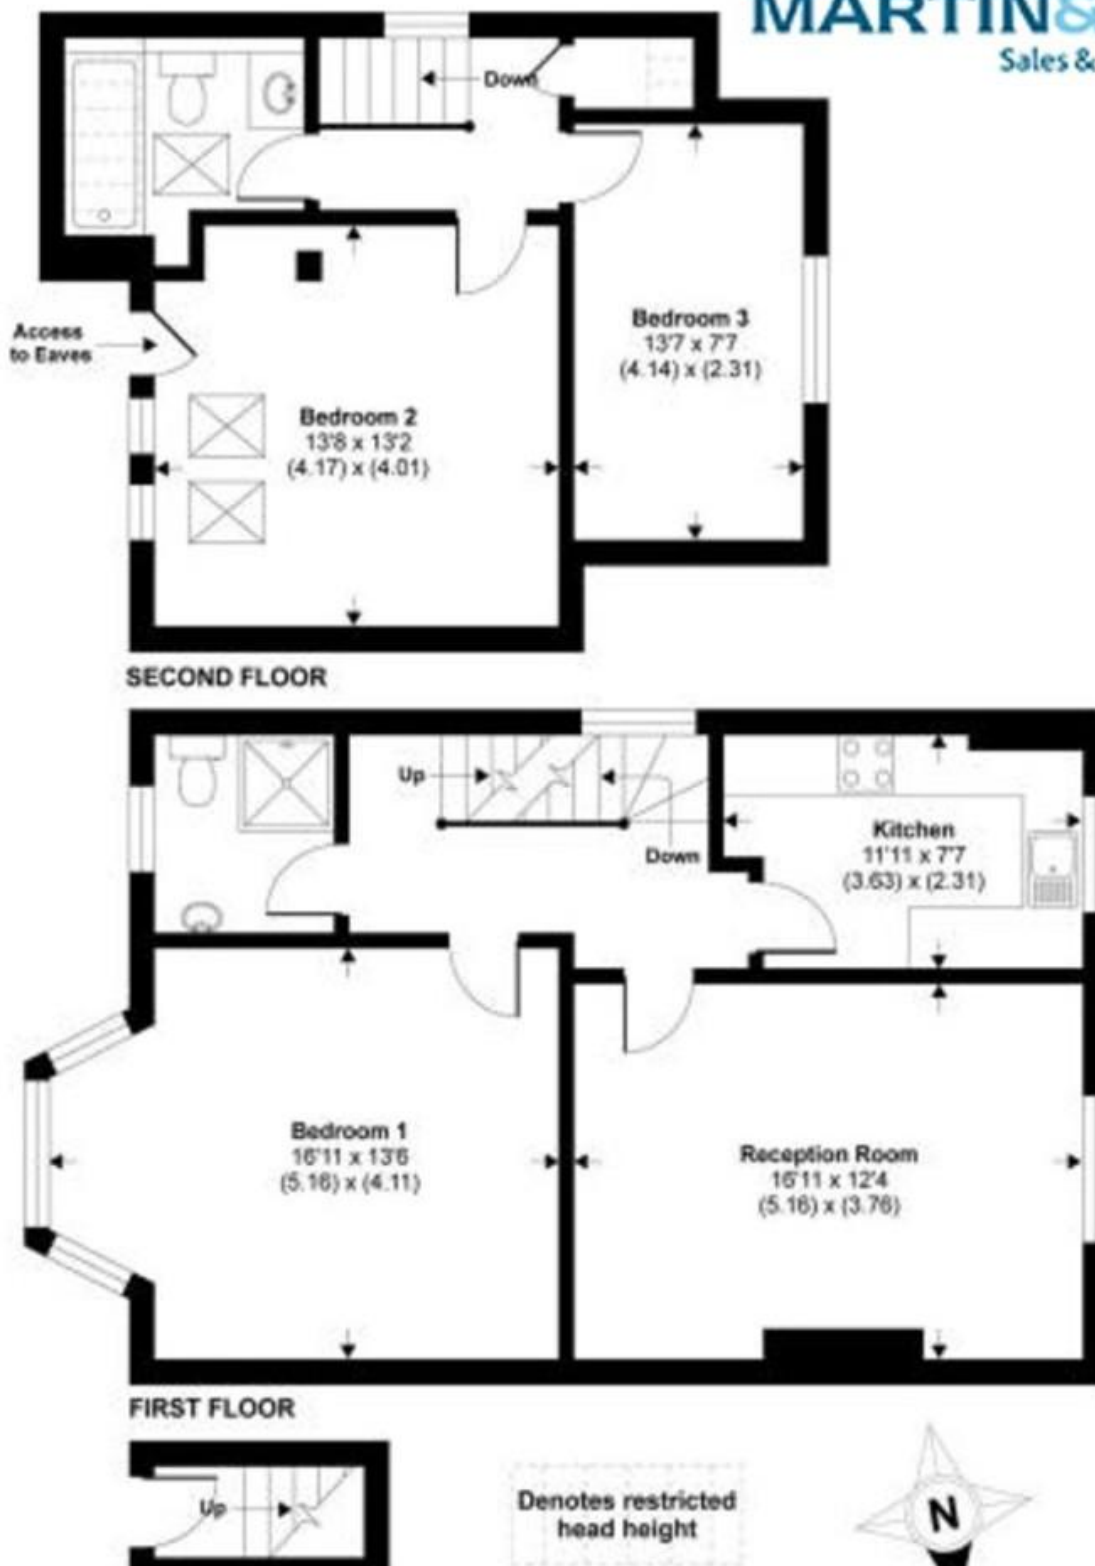 MARTIN&
Sales &
Down
Access
to Eaves
Bedroom 3
13'7 x 7'7
(4.14) x (2.31)
Bedroom 2
13'8 x 13'2
(4.17) x (4.01)
SECOND FLOOR
Up
Down
Kitchen
11'11 x 7'7
(3.63) x (2.31)
Bedroom 1
16'11 x 13'6
(5.16) x (4.11)
Reception Room
16'11 x 12'4
(5.16) x (3.76)
FIRST FLOOR
Up
Denotes restricted
head height
N